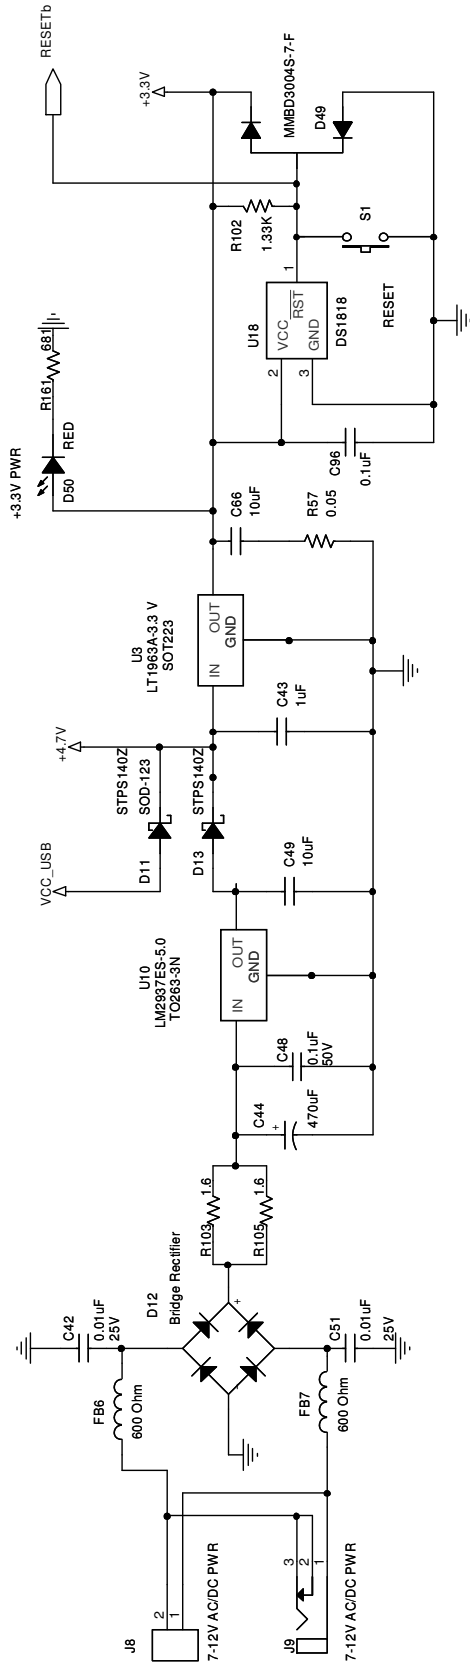 J8
7-12V AC/DC PWR
2
1
J9
7-12V AC/DC PWR
3
2
1
FB6
600 Ohm
C42
0.01uF
25V
FB7
600 Ohm
C51
0.01uF
25V
D12
Bridge Rectifier
+
-
R103
1.6
R105
1.6
C44
+
470uF
C48
0.1uF
50V
U10
LM2937ES-5.0
TO263-3N
IN
OUT
GND
C49
10uF
VCC_USB
D11
STPS140Z
SOD-123
D13
STPS140Z
+4.7V
C43
1uF
U3
LT1963A-3.3 V
SOT223
IN
OUT
GND
C66
10uF
R57
0.05
+3.3V PWR
D50
RED
R161
681
C96
0.1uF
U18
2
VCC
3
GND
RST
1
DS1818
R102
1.33K
S1
RESET
+3.3V
MMBD3004S-7-F
D49
RESETb